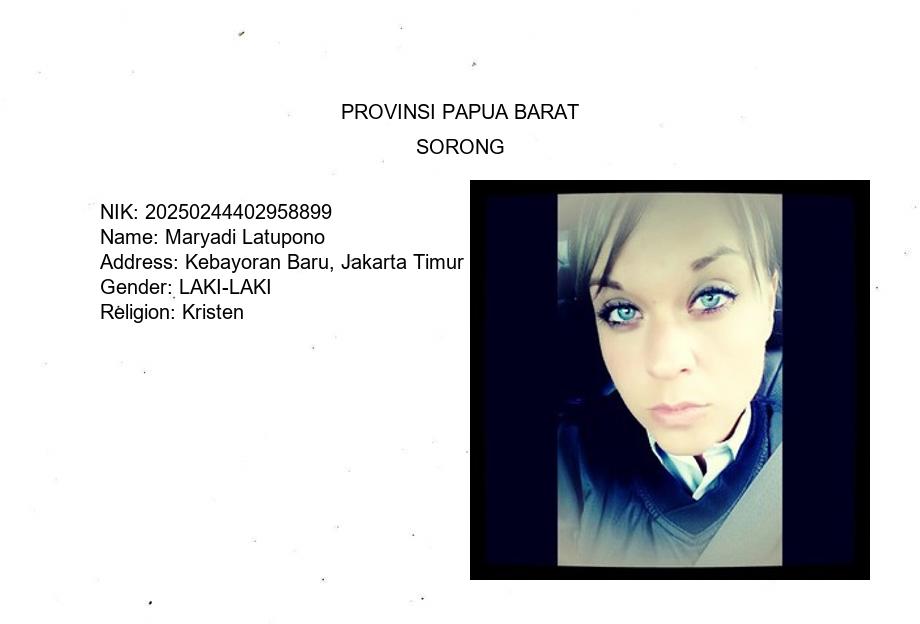 PROVINSI PAPUA BARAT
SORONG
NIK: 20250244402958899
Name: Maryadi Latupono
Address: Kebayoran Baru, Jakarta Timur
Gender: LAKI-LAKI
Religion: Kristen